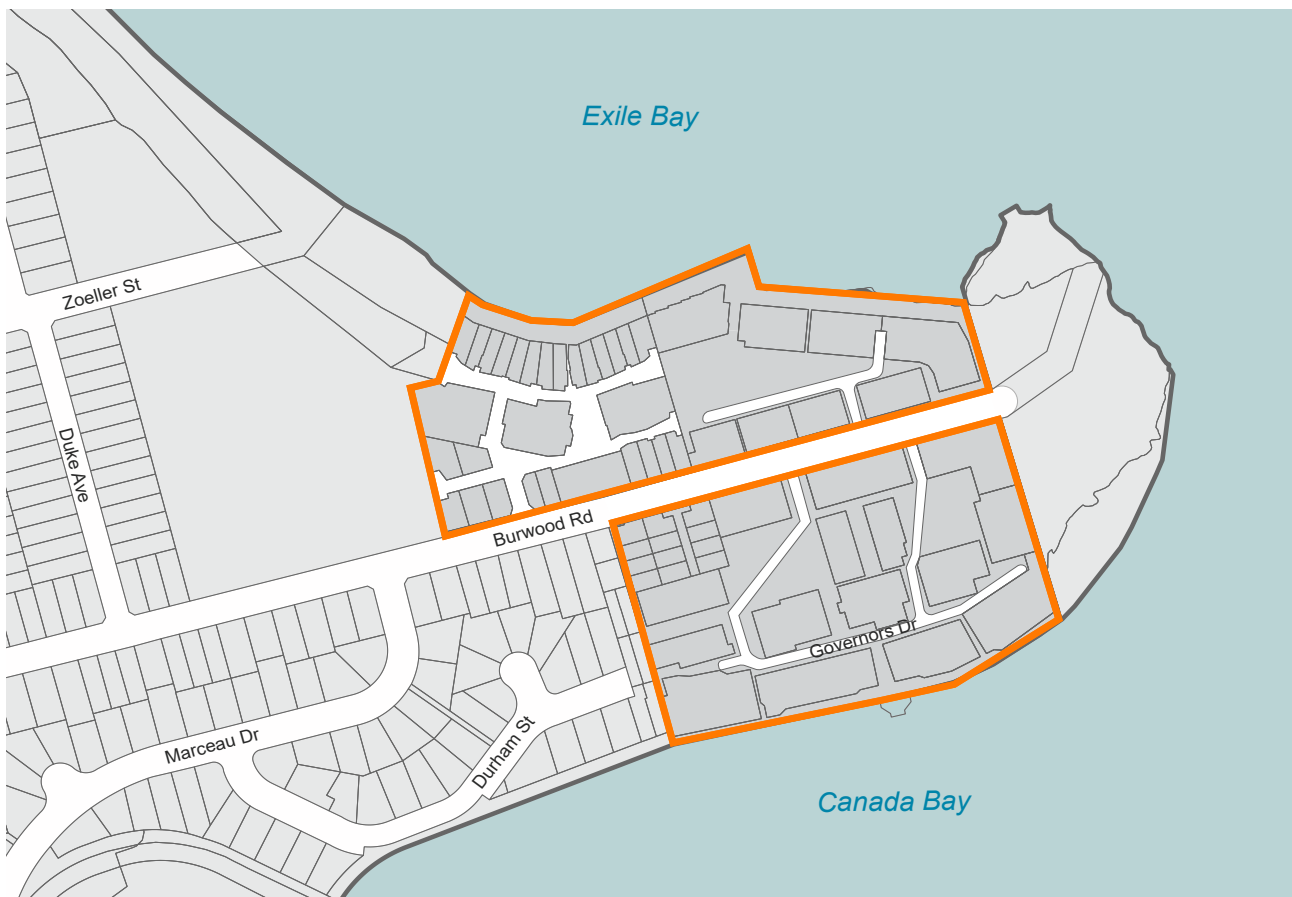 Exile Bay
Zoeller St
Duke Ave
Burwood Rd
Governors Dr
Marceau Dr
Durham St
Canada Bay